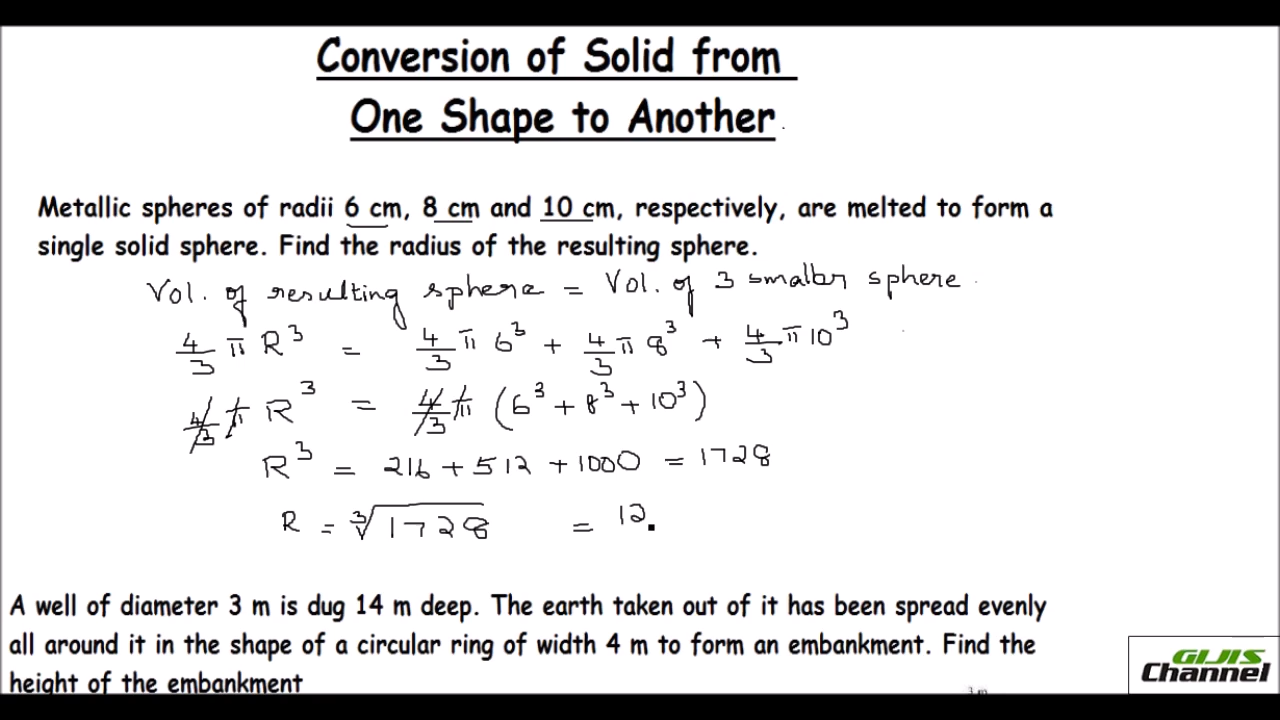 Conversion of Solid from
One Shape to Another
Metallic spheres of radii 6 cm, 8 cm and 10 cm, respectively, are melted to form a
single solid sphere. Find the radius of the resulting sphere.
Vol. of resulting sphere = Vol. of 3 smaller sphere
4/3 π R³ = 4/3 π 6³ + 4/3 π 8³ + 4/3 π 10³
4/3 π R³ = 4/3 π (6³ + 8³ + 10³)
R³ = 216 + 512 + 1000 = 1728
R = ∛1728 = 12.
A well of diameter 3 m is dug 14 m deep. The earth taken out of it has been spread evenly
all around it in the shape of a circular ring of width 4 m to form an embankment. Find the
height of the embankment
GIJIS
Channel
3 m